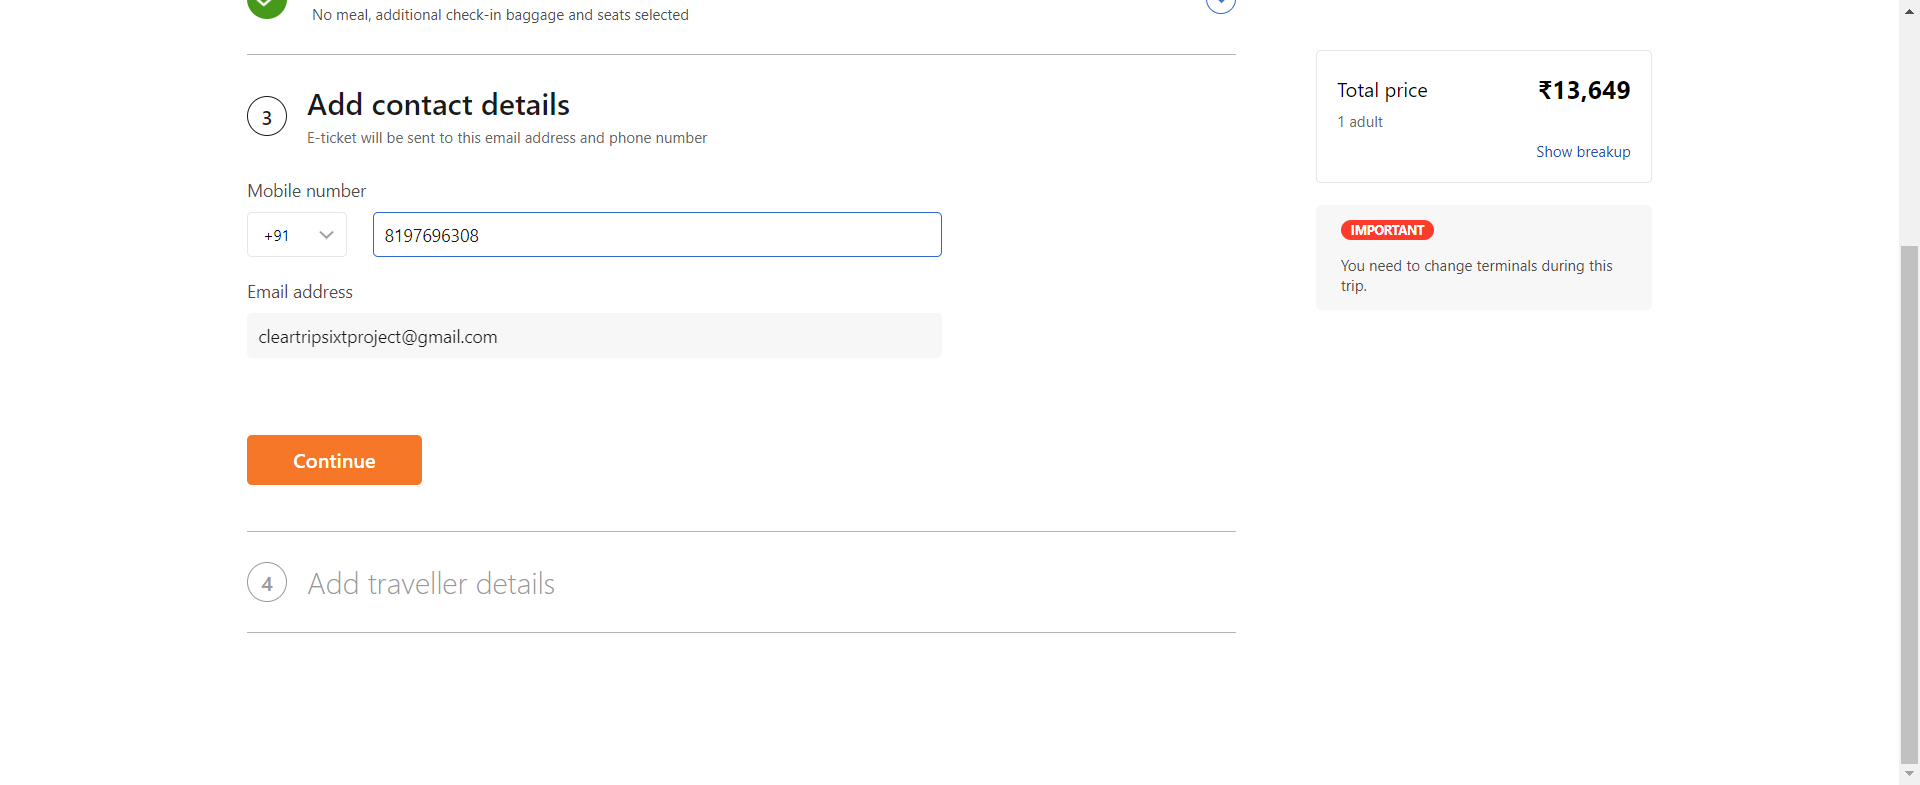 No meal, additional check-in baggage and seats selected
3
Add contact details
E-ticket will be sent to this email address and phone number
Mobile number
+91
8197696308
Email address
cleartripsixtproject@gmail.com
Continue
4
Add traveller details
Total price
₹13,649
1 adult
Show breakup
IMPORTANT
You need to change terminals during this
trip.